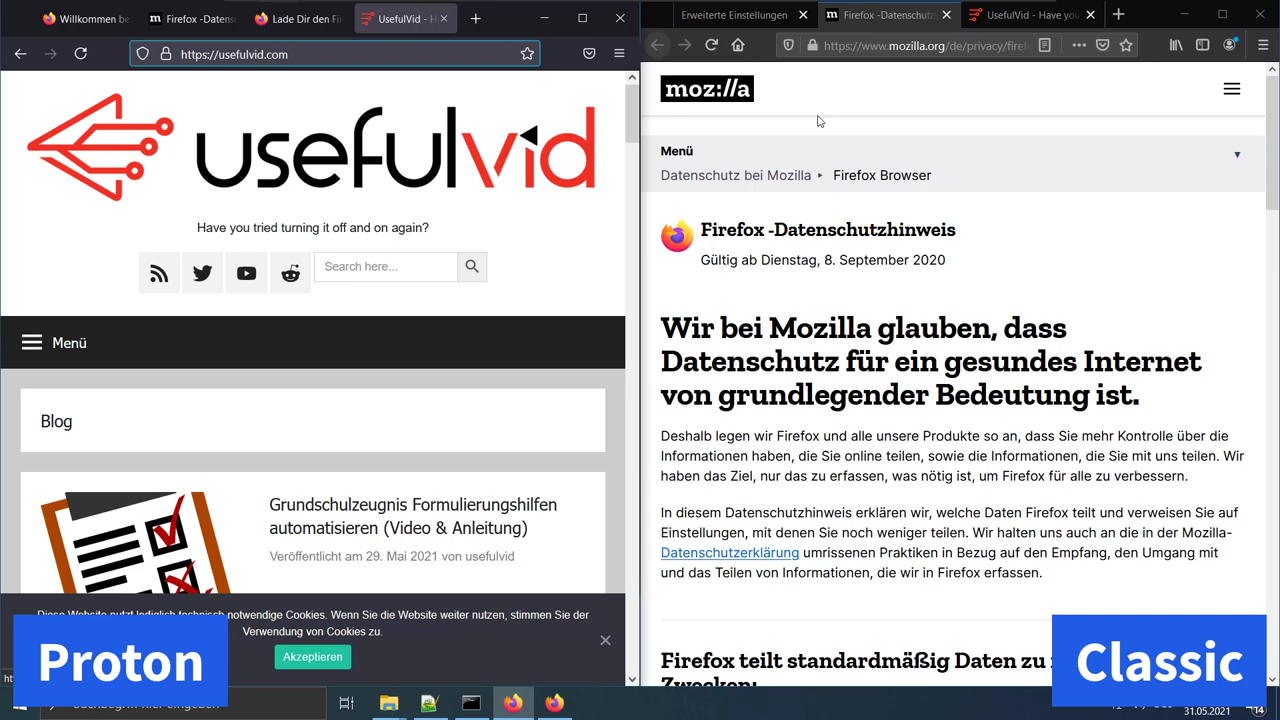 Willkommen be
Firefox -Datens
Lade Dir den Fi
UsefulVid - H
https://usefulvid.com
usefulvid
Have you tried turning it off and on again?
Search here...
Menü
Blog
Grundschulzeugnis Formulierungshilfen
automatisieren (Video & Anleitung)
Veröffentlicht am 29. Mai 2021 von usefulvid
Diese Website nutzt lediglich technisch notwendige Cookies. Wenn Sie die Website weiter nutzen, stimmen Sie der
Verwendung von Cookies zu.
Akzeptieren
Proton
Erweiterte Einstellungen
Firefox -Datenschutz
UsefulVid - Have you
https://www.mozilla.org/de/privacy/firef
moz://a
Menü
Datenschutz bei Mozilla ‣ Firefox Browser
Firefox -Datenschutzhinweis
Gültig ab Dienstag, 8. September 2020
Wir bei Mozilla glauben, dass
Datenschutz für ein gesundes Internet
von grundlegender Bedeutung ist.
Deshalb legen wir Firefox und alle unsere Produkte so an, dass Sie mehr Kontrolle über die
Informationen haben, die Sie online teilen, sowie die Informationen, die Sie mit uns teilen. Wir
haben das Ziel, nur das zu erfassen, was nötig ist, um Firefox für alle zu verbessern.
In diesem Datenschutzhinweis erklären wir, welche Daten Firefox teilt und verweisen Sie auf
Einstellungen, mit denen Sie noch weniger teilen. Wir halten uns auch an die in der Mozilla-
Datenschutzerklärung umrissenen Praktiken in Bezug auf den Empfang, den Umgang mit
und das Teilen von Informationen, die wir in Firefox erfassen.
Firefox teilt standardmäßig Daten zu
Zwecken:
Classic
31.05.2021
14